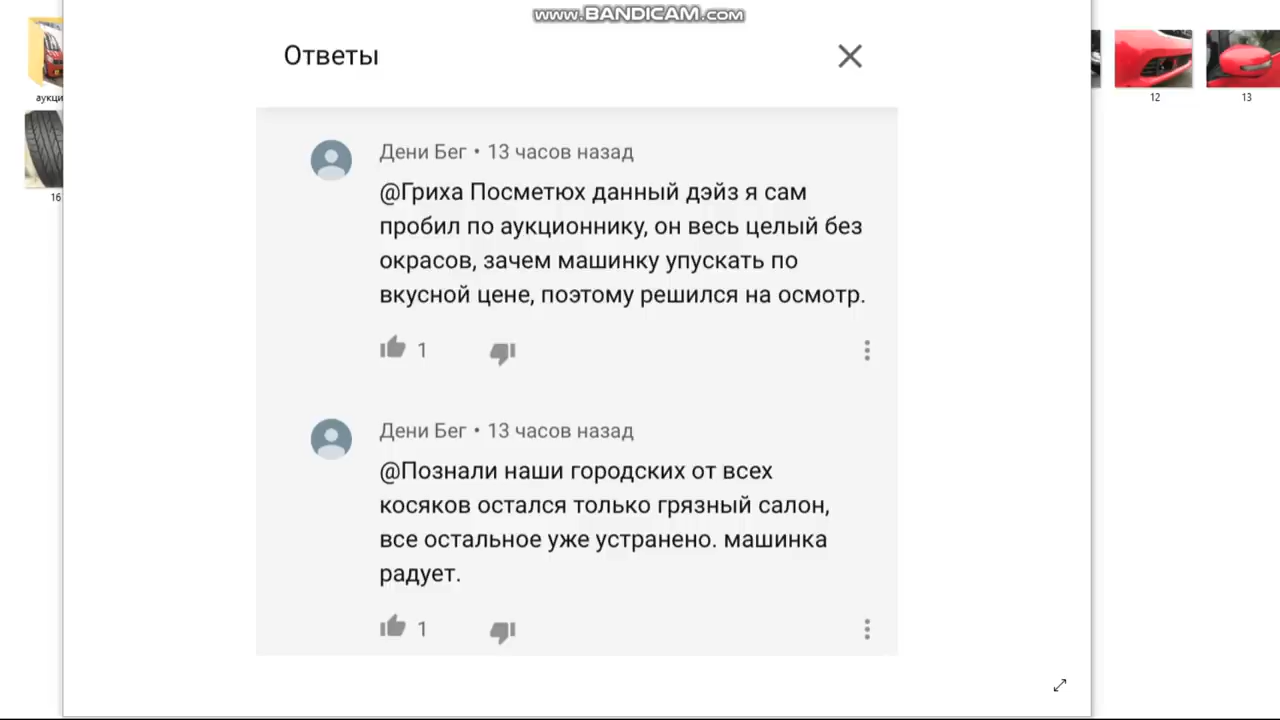 www.BANDICAM.com
Ответы
Дени Бег • 13 часов назад
@Гриха Посметюх данный дэйз я сам
пробил по аукционнику, он весь целый без
окрасов, зачем машинку упускать по
вкусной цене, поэтому решился на осмотр.
1
Дени Бег • 13 часов назад
@Познали наши городских от всех
косяков остался только грязный салон,
все остальное уже устранено. машинка
радует.
1
аукци
16
12
13